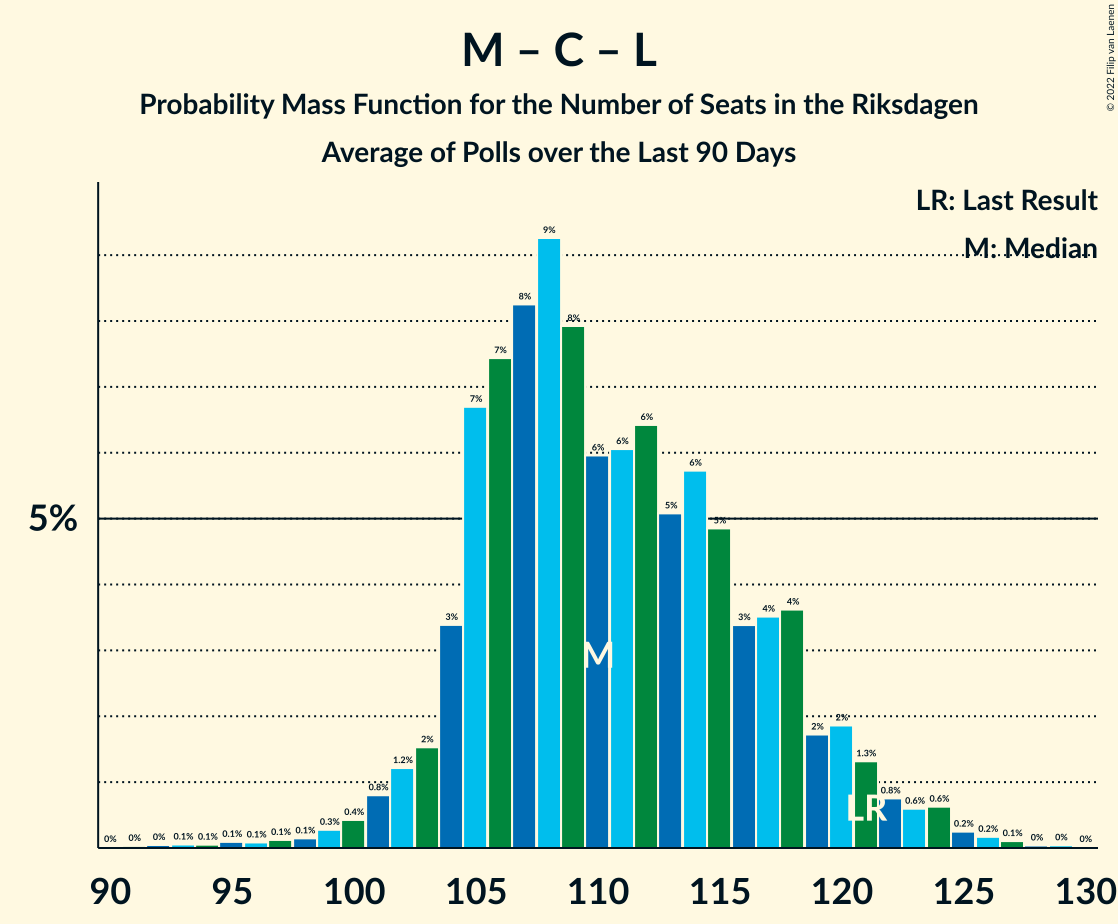 M – C – L
Probability Mass Function for the Number of Seats in the Riksdagen
Average of Polls over the Last 90 Days
© 2022 Filip van Laenen
LR: Last Result
M: Median
5%
0% 0% 0% 0.1% 0.1% 0.1% 0.1% 0.1% 0.1% 0.3% 0.4% 0.8% 1.2% 2% 3% 7% 7% 8% 9% 8% 6% 6% 6% 5% 6% 5% 3% 4% 4% 2% 2% 1.3% 0.8% 0.6% 0.6% 0.2% 0.2% 0.1% 0% 0% 0%
M
LR
90 95 100 105 110 115 120 125 130